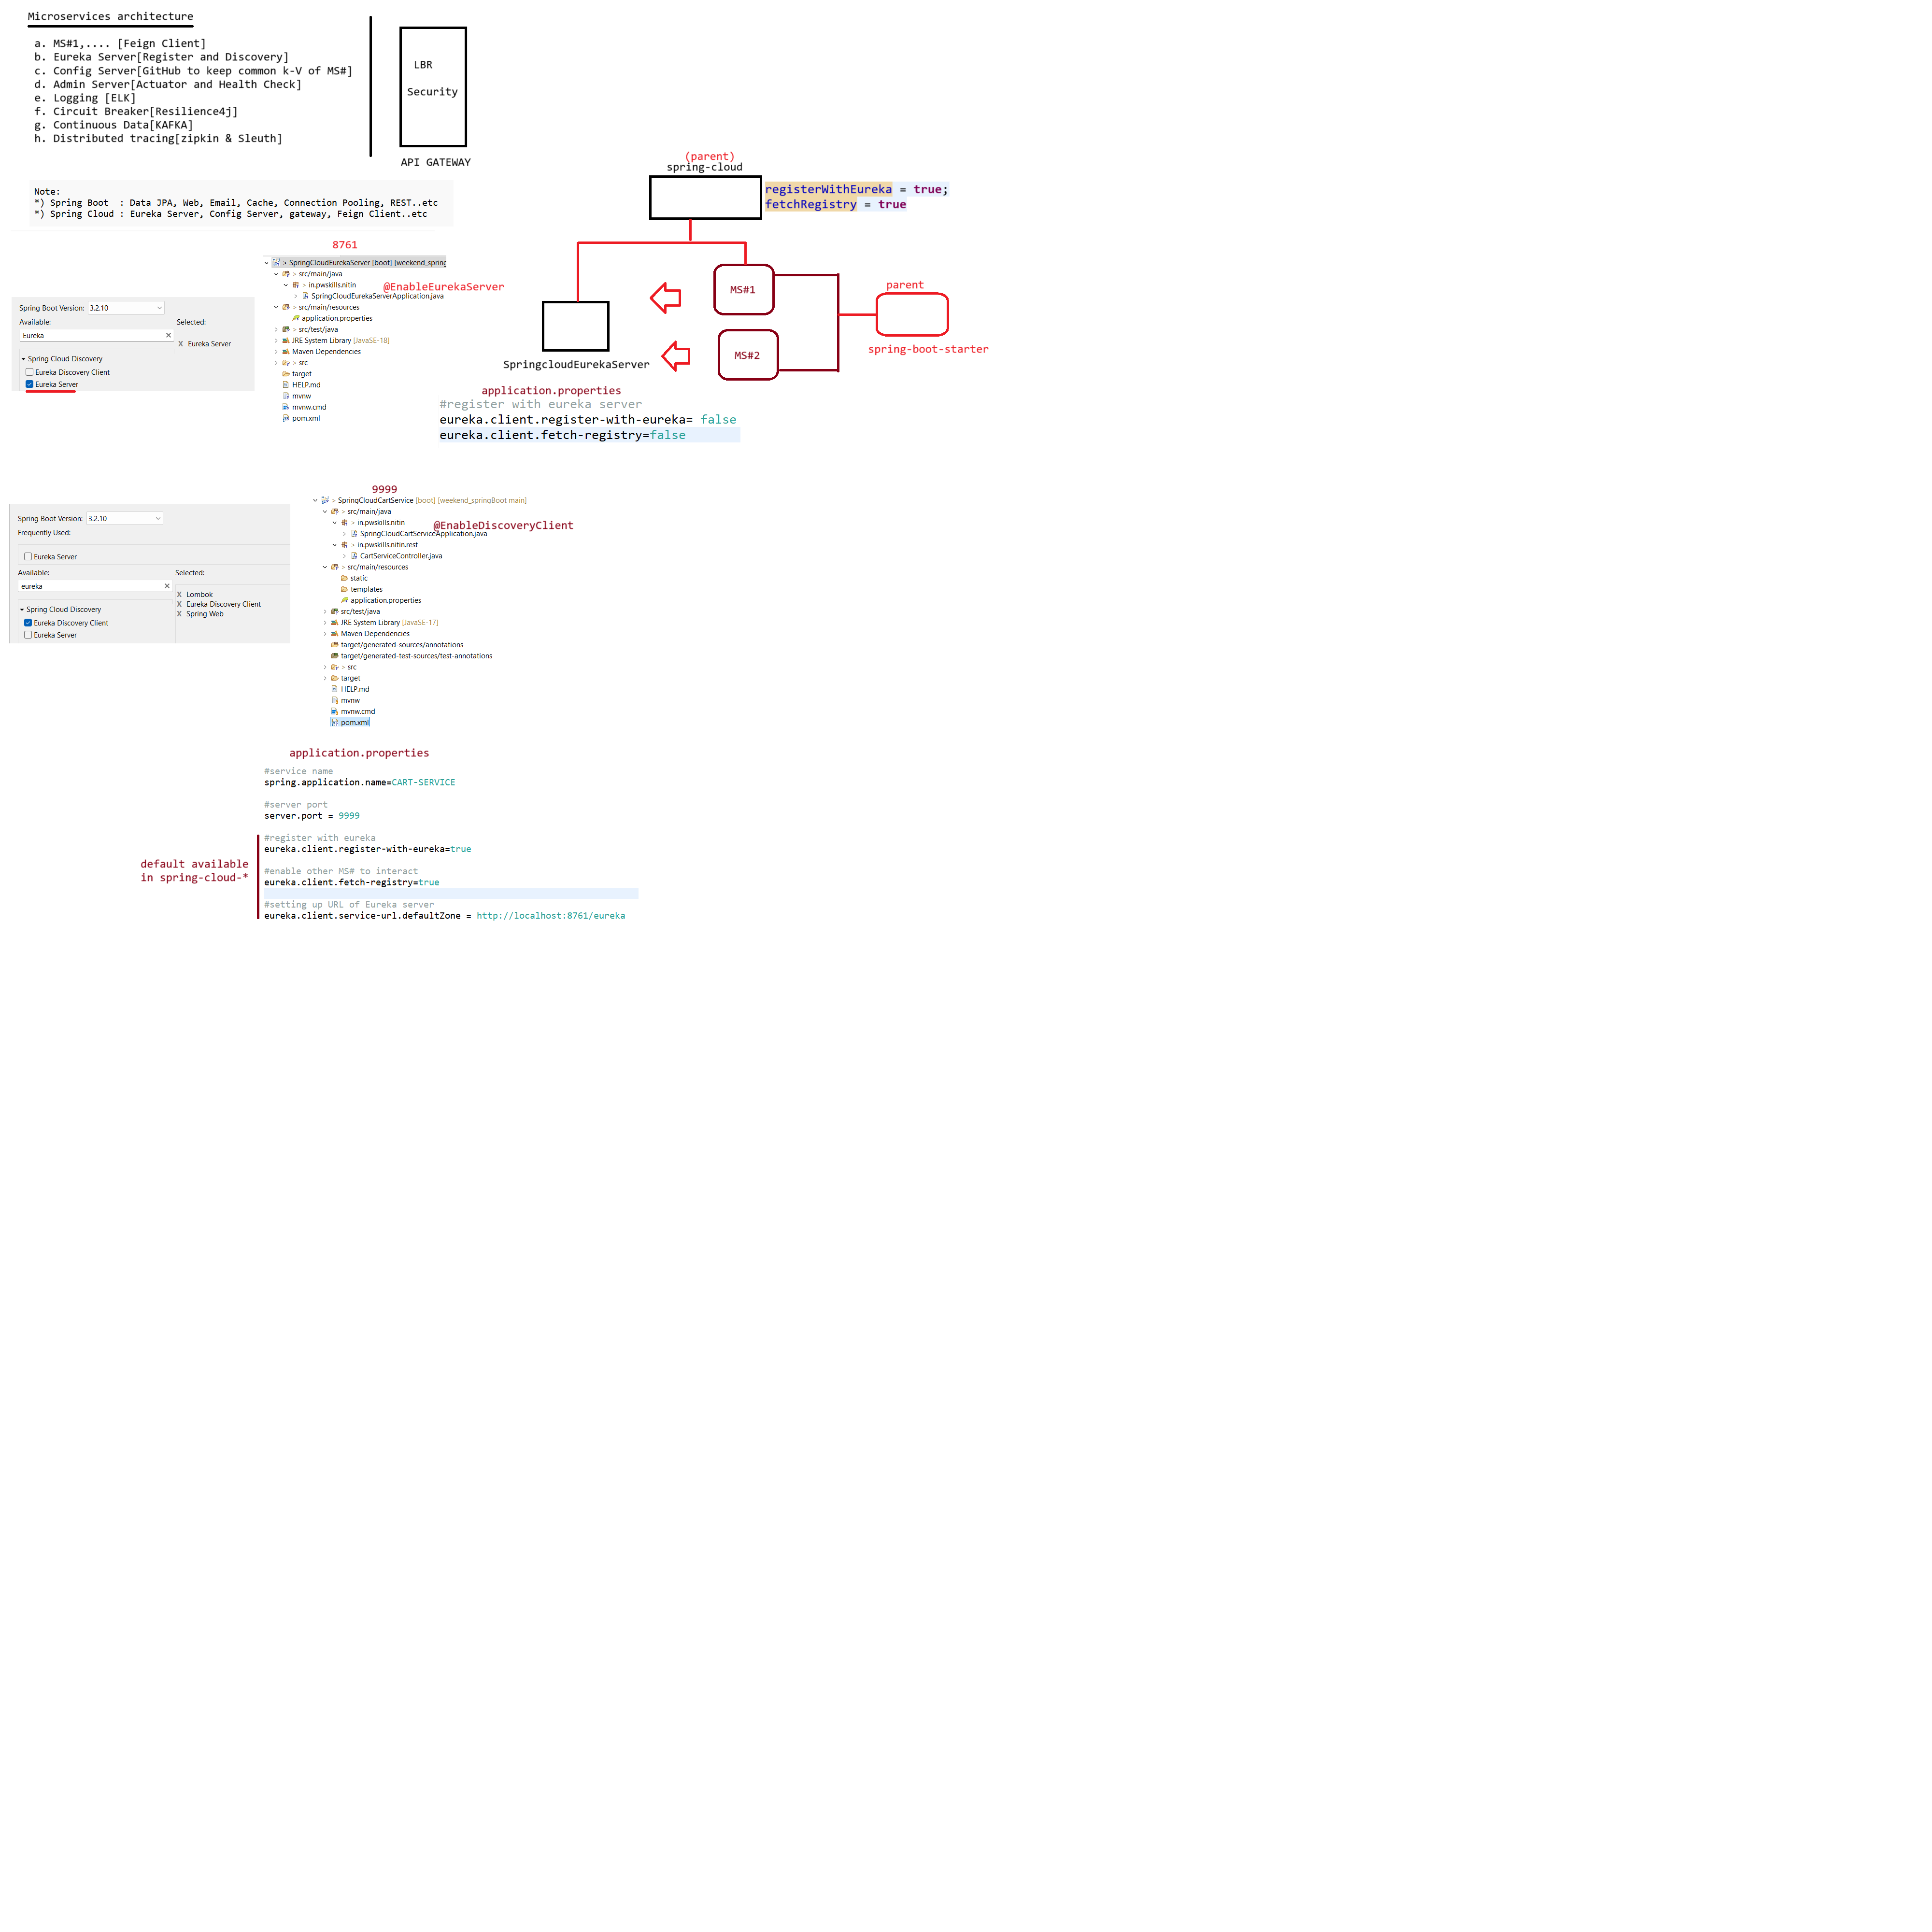 Microservices architecture
a. MS#1,.... [Feign Client]
b. Eureka Server[Register and Discovery]
c. Config Server[GitHub to keep common k-V of MS#]
d. Admin Server[Actuator and Health Check]
e. Logging [ELK]
f. Circuit Breaker[Resilience4j]
g. Continuous Data[KAFKA]
h. Distributed tracing[zipkin & Sleuth]
LBR
Security
API GATEWAY
Note:
*) Spring Boot  : Data JPA, Web, Email, Cache, Connection Pooling, REST..etc
*) Spring Cloud : Eureka Server, Config Server, gateway, Feign Client..etc
(parent)
spring-cloud
registerWithEureka = true;
fetchRegistry = true
MS#1
MS#2
parent
spring-boot-starter
SpringcloudEurekaServer
application.properties
#register with eureka server
eureka.client.register-with-eureka= false
eureka.client.fetch-registry=false
Spring Boot Version: 3.2.10
Available:
Selected:
Eureka
X Eureka Server
Spring Cloud Discovery
Eureka Discovery Client
Eureka Server
8761
> SpringCloudEurekaServer [boot] [weekend_spring
> src/main/java
> in.pwskills.nitin
@EnableEurekaServer
> SpringCloudEurekaServerApplication.java
> src/main/resources
application.properties
> src/test/java
JRE System Library [JavaSE-18]
Maven Dependencies
> src
target
HELP.md
mvnw
mvnw.cmd
pom.xml
Spring Boot Version: 3.2.10
Frequently Used:
Eureka Server
Available:
Selected:
eureka
X Lombok
X Eureka Discovery Client
X Spring Web
Spring Cloud Discovery
Eureka Discovery Client
Eureka Server
9999
> SpringCloudCartService [boot] [weekend_springBoot main]
> src/main/java
> in.pwskills.nitin
@EnableDiscoveryClient
> SpringCloudCartServiceApplication.java
> in.pwskills.nitin.rest
> CartServiceController.java
> src/main/resources
static
templates
application.properties
src/test/java
JRE System Library [JavaSE-17]
Maven Dependencies
target/generated-sources/annotations
target/generated-test-sources/test-annotations
> src
target
HELP.md
mvnw
mvnw.cmd
pom.xml
application.properties
#service name
spring.application.name=CART-SERVICE
#server port
server.port = 9999
#register with eureka
eureka.client.register-with-eureka=true
default available
in spring-cloud-*
#enable other MS# to interact
eureka.client.fetch-registry=true
#setting up URL of Eureka server
eureka.client.service-url.defaultZone = http://localhost:8761/eureka